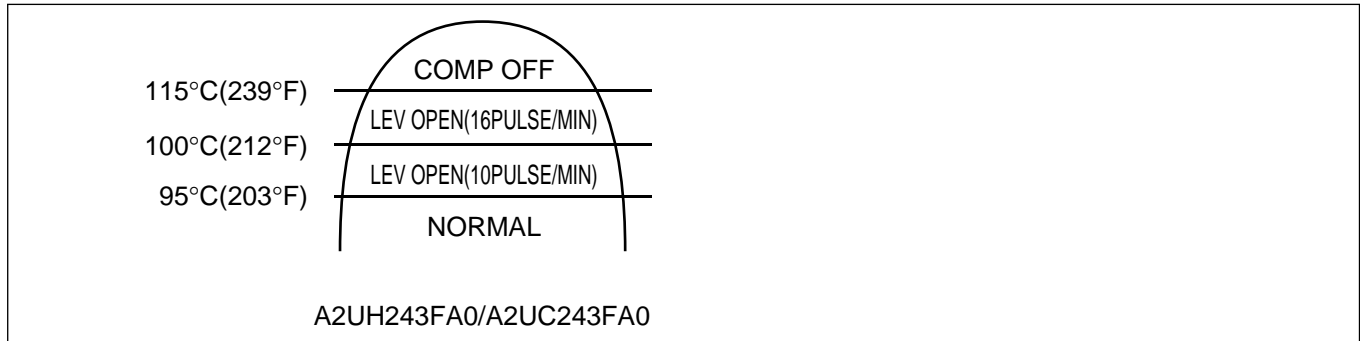 COMP OFF
115°C(239°F)
LEV OPEN(16PULSE/MIN)
100°C(212°F)
LEV OPEN(10PULSE/MIN)
95°C(203°F)
NORMAL
A2UH243FA0/A2UC243FA0